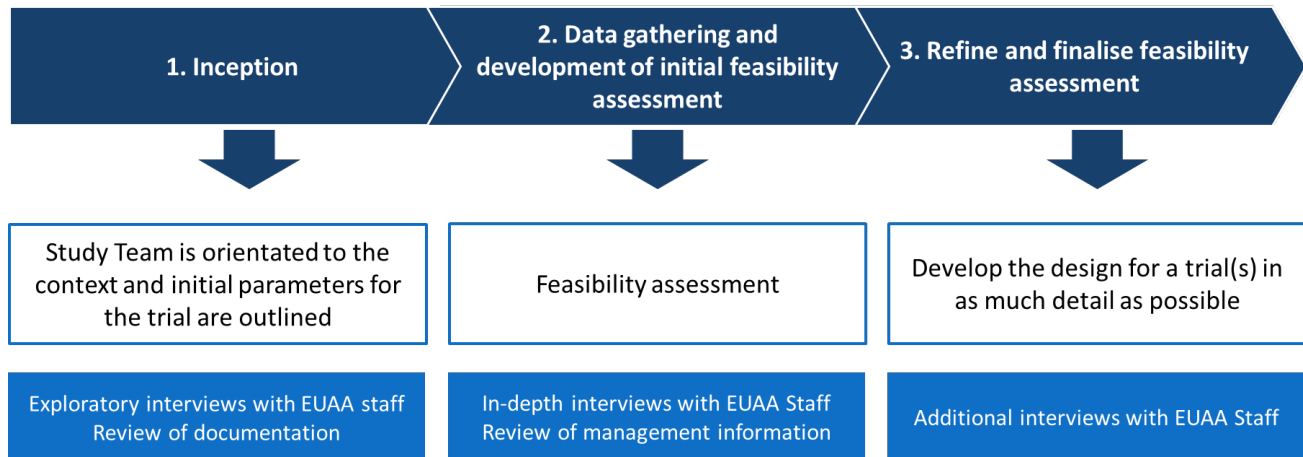 1. Inception
2. Data gathering and
development of initial feasibility
assessment
3. Refine and finalise feasibility
assessment
Study Team is orientated to the
context and initial parameters for
the trial are outlined
Feasibility assessment
Develop the design for a trial(s) in
as much detail as possible
Exploratory interviews with EUAA staff
Review of documentation
In-depth interviews with EUAA Staff
Review of management information
Additional interviews with EUAA Staff